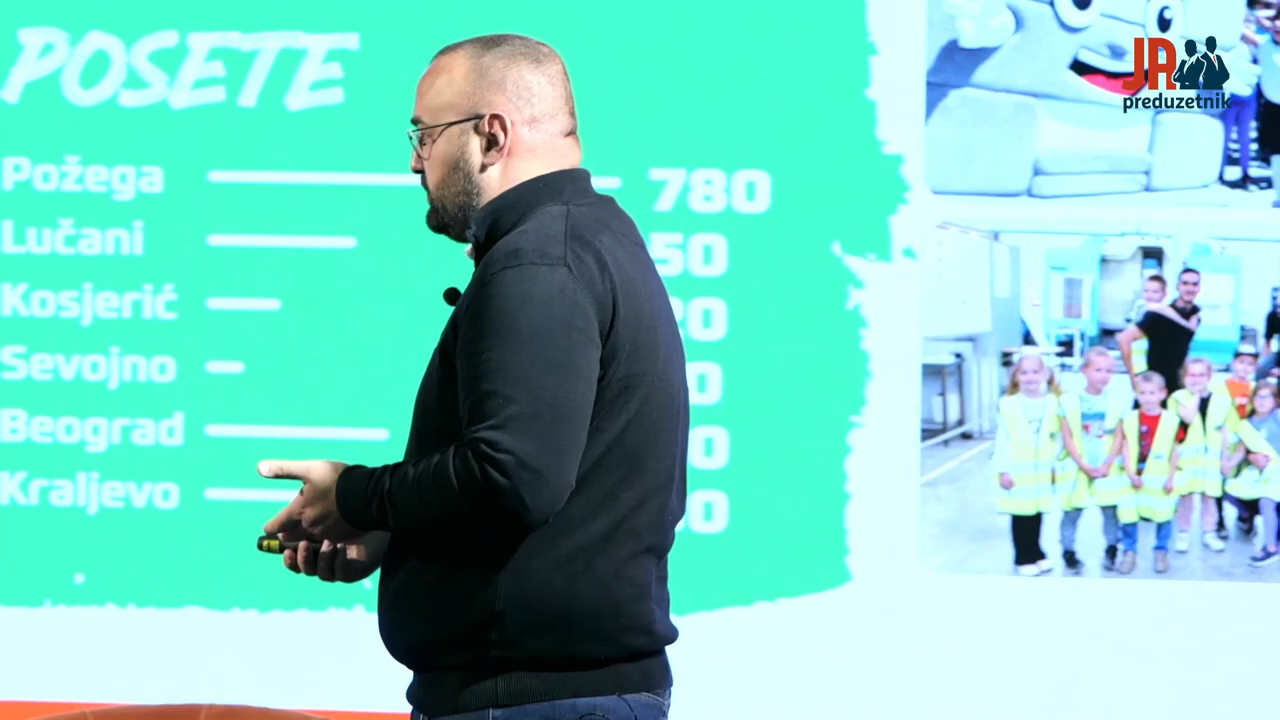 POSETE
JA
preduzetnik
Požega 780
Lučani
Kosjerić
Sevojno
Beograd
Kraljevo